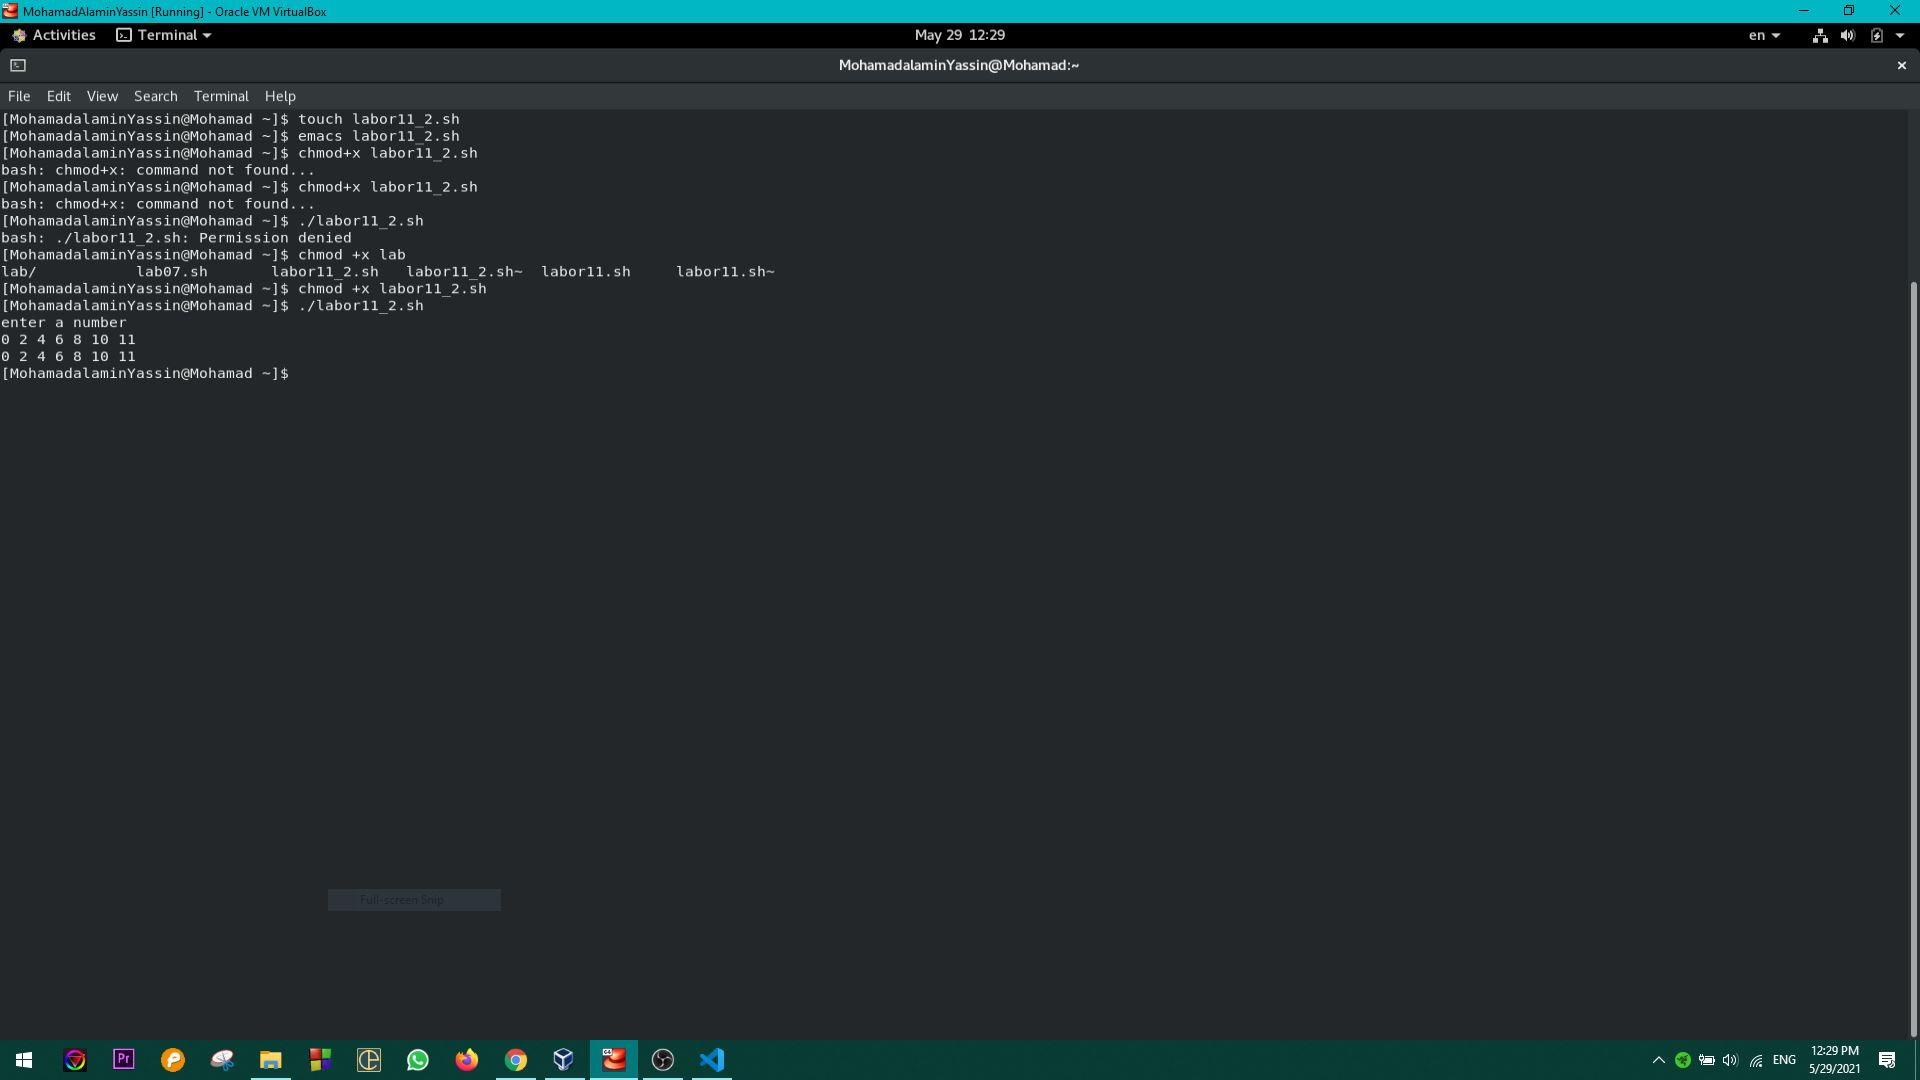 MohamadAlaminYassin [Running] - Oracle VM VirtualBox
Activities Terminal May 29 12:29 en
MohamadalaminYassin@Mohamad:~
File Edit View Search Terminal Help
[MohamadalaminYassin@Mohamad ~]$ touch labor11_2.sh
[MohamadalaminYassin@Mohamad ~]$ emacs labor11_2.sh
[MohamadalaminYassin@Mohamad ~]$ chmod+x labor11_2.sh
bash: chmod+x: command not found...
[MohamadalaminYassin@Mohamad ~]$ chmod+x labor11_2.sh
bash: chmod+x: command not found...
[MohamadalaminYassin@Mohamad ~]$ ./labor11_2.sh
bash: ./labor11_2.sh: Permission denied
[MohamadalaminYassin@Mohamad ~]$ chmod +x lab
lab/ lab07.sh labor11_2.sh labor11_2.sh~ labor11.sh labor11.sh~
[MohamadalaminYassin@Mohamad ~]$ chmod +x labor11_2.sh
[MohamadalaminYassin@Mohamad ~]$ ./labor11_2.sh
enter a number
0 2 4 6 8 10 11
0 2 4 6 8 10 11
[MohamadalaminYassin@Mohamad ~]$
Full-screen Snip
Pr ENG 12:29 PM
5/29/2021